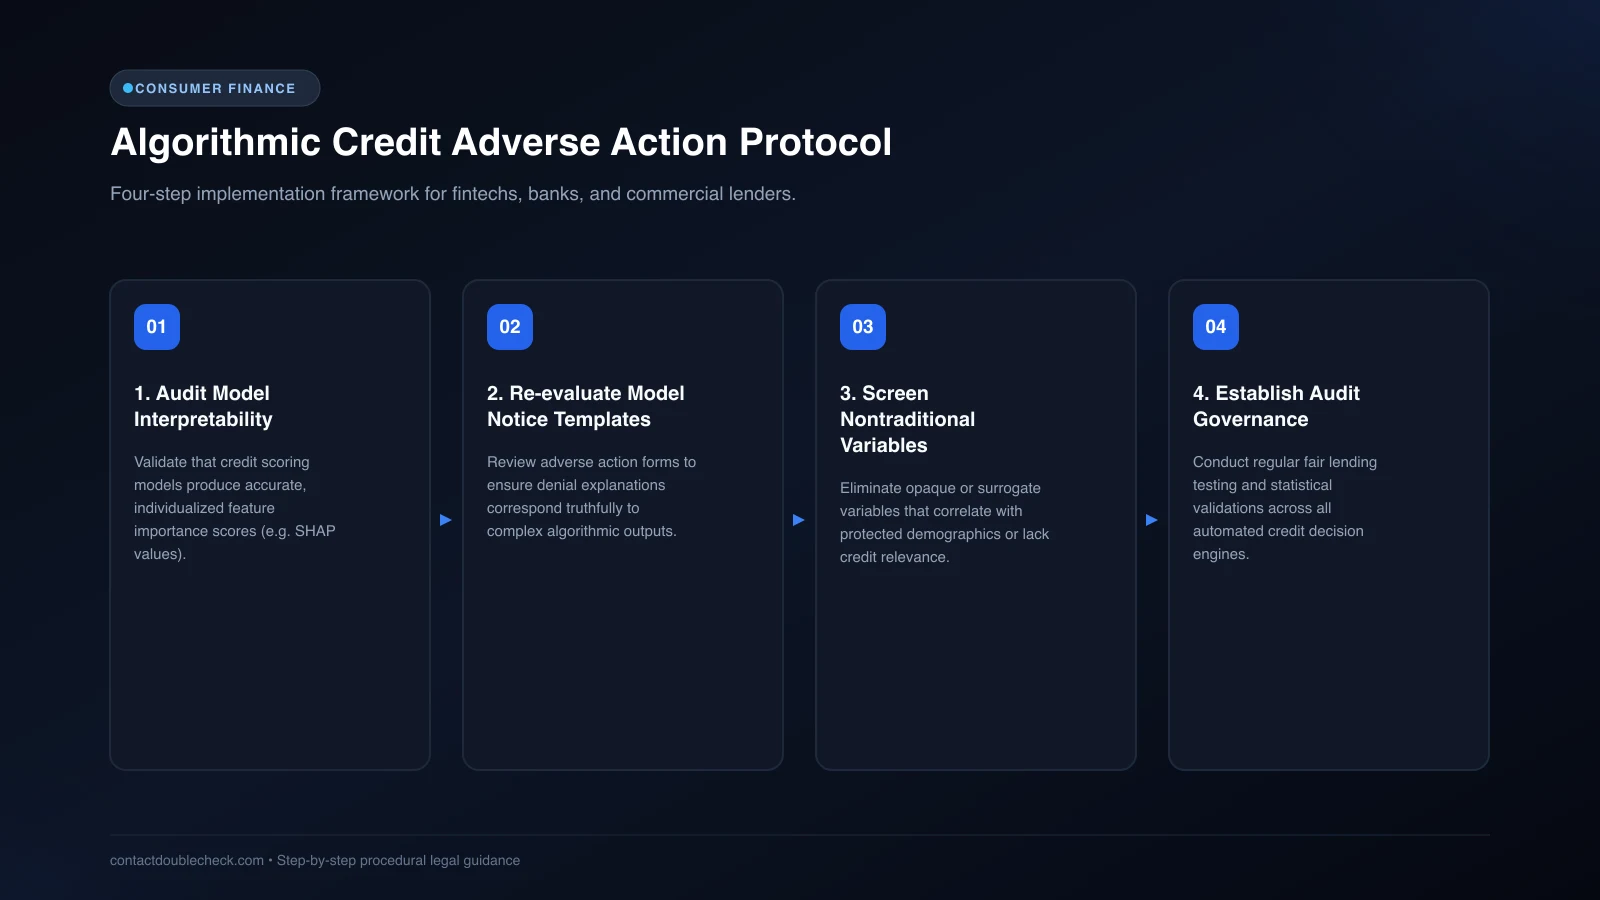 CONSUMER FINANCE
Algorithmic Credit Adverse Action Protocol
Four-step implementation framework for fintechs, banks, and commercial lenders.
01
1. Audit Model
Interpretability
Validate that credit scoring
models produce accurate,
individualized feature
importance scores (e.g. SHAP
values).
02
2. Re-evaluate Model
Notice Templates
Review adverse action forms to
ensure denial explanations
correspond truthfully to
complex algorithmic outputs.
03
3. Screen
Nontraditional
Variables
Eliminate opaque or surrogate
variables that correlate with
protected demographics or lack
credit relevance.
04
4. Establish Audit
Governance
Conduct regular fair lending
testing and statistical
validations across all
automated credit decision
engines.
contactdoublecheck.com • Step-by-step procedural legal guidance